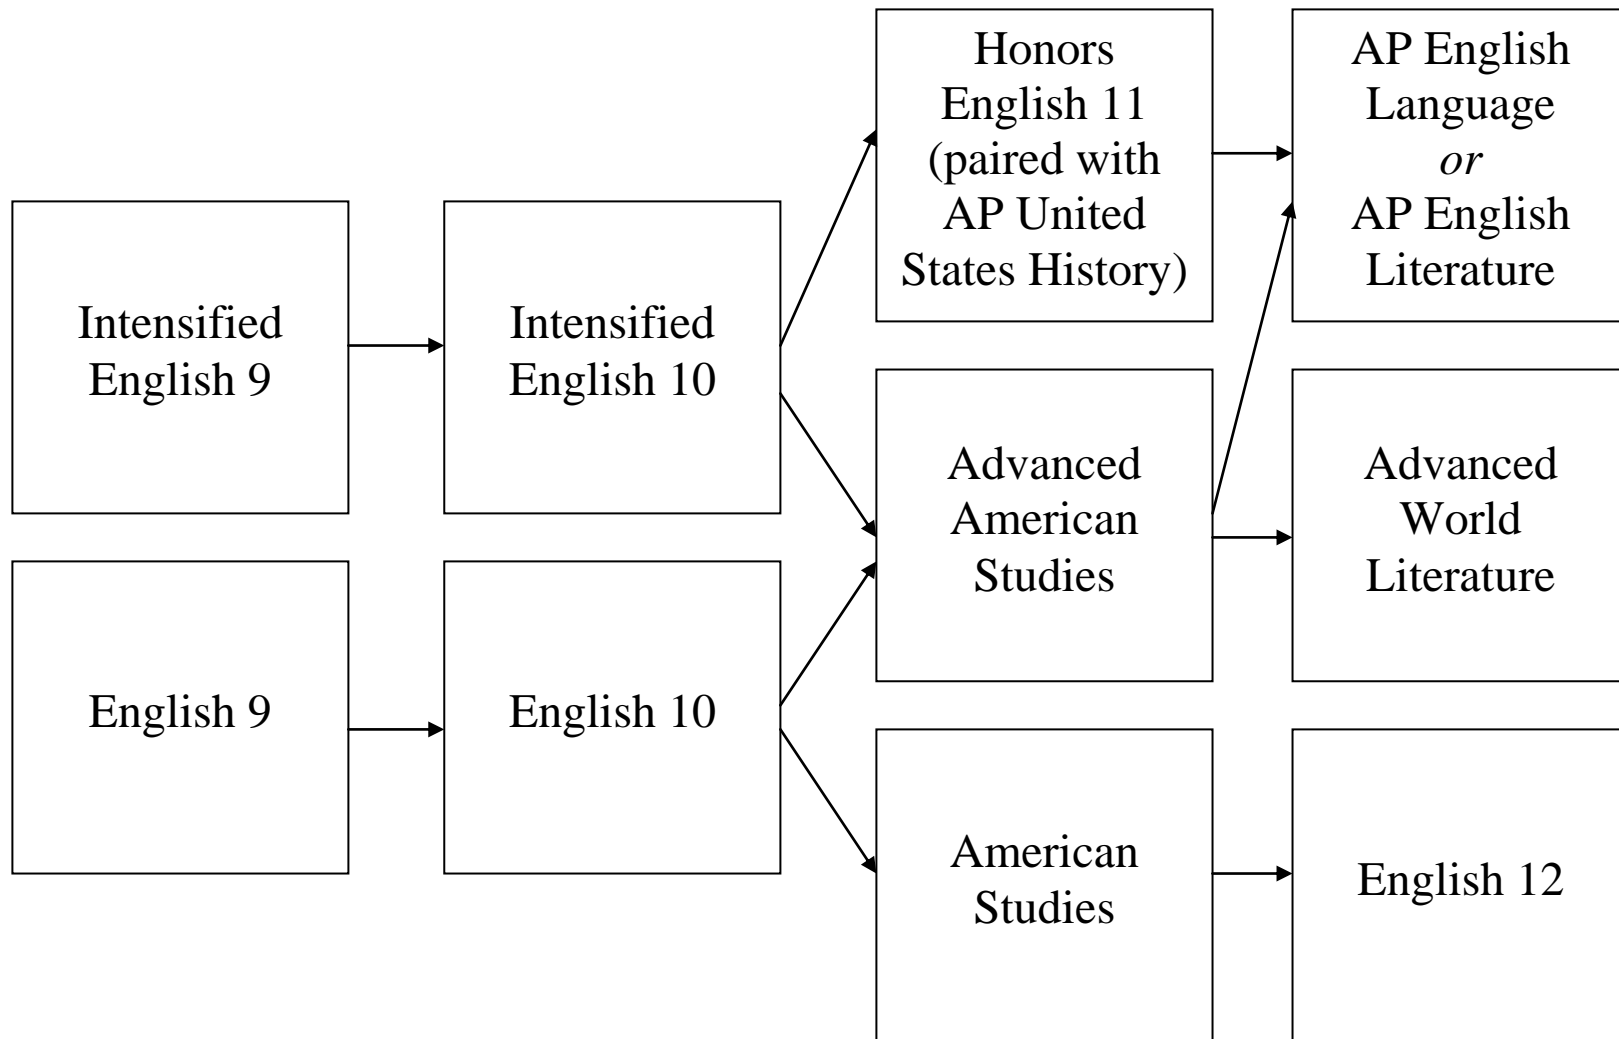 Intensified
English 9
Intensified
English 10
Honors
English 11
(paired with
AP United
States History)
AP English
Language
or
AP English
Literature
Advanced
American
Studies
Advanced
World
Literature
English 9
English 10
American
Studies
English 12